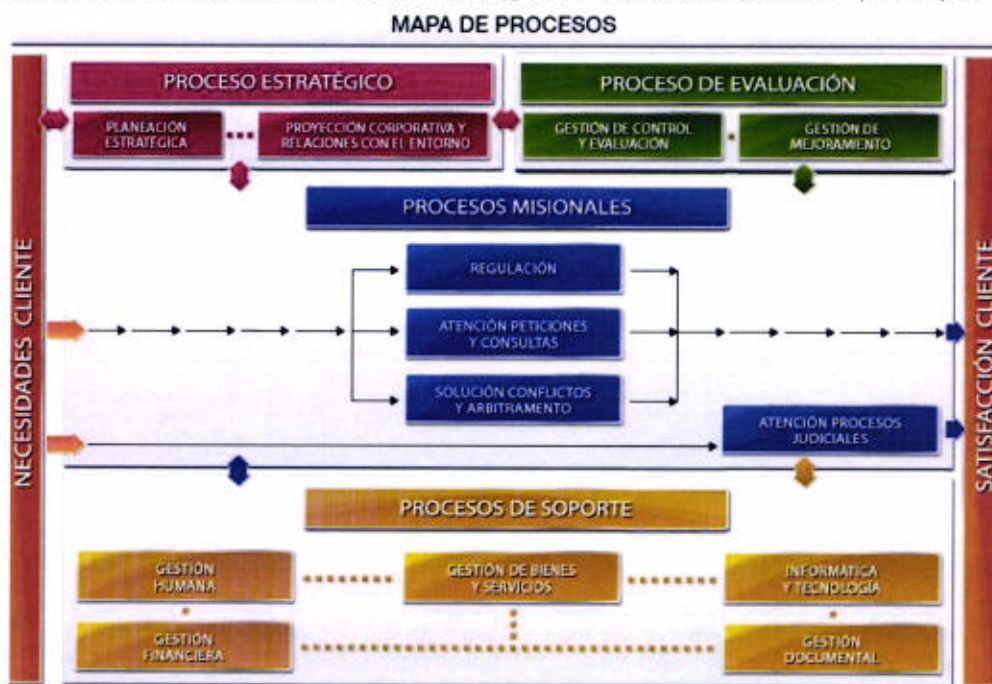 MAPA DE PROCESOS
NECESIDADES CLIENTE
PROCESO ESTRATÉGICO
PLANEACIÓN
ESTRATÉGICA
PROYECCIÓN CORPORATIVA Y
RELACIONES CON EL ENTORNO
PROCESO DE EVALUACIÓN
GESTIÓN DE CONTROL
Y EVALUACIÓN
GESTIÓN DE
MEJORAMIENTO
PROCESOS MISIONALES
REGULACIÓN
ATENCIÓN PETICIONES
Y CONSULTAS
SOLUCIÓN CONFLICTOS
Y ARBITRAMENTO
ATENCIÓN PROCESOS
JUDICIALES
PROCESOS DE SOPORTE
GESTIÓN
HUMANA
GESTIÓN DE BIENES
Y SERVICIOS
INFORMÁTICA
Y TECNOLOGÍA
GESTIÓN
FINANCIERA
GESTIÓN
DOCUMENTAL
SATISFACCIÓN CLIENTE